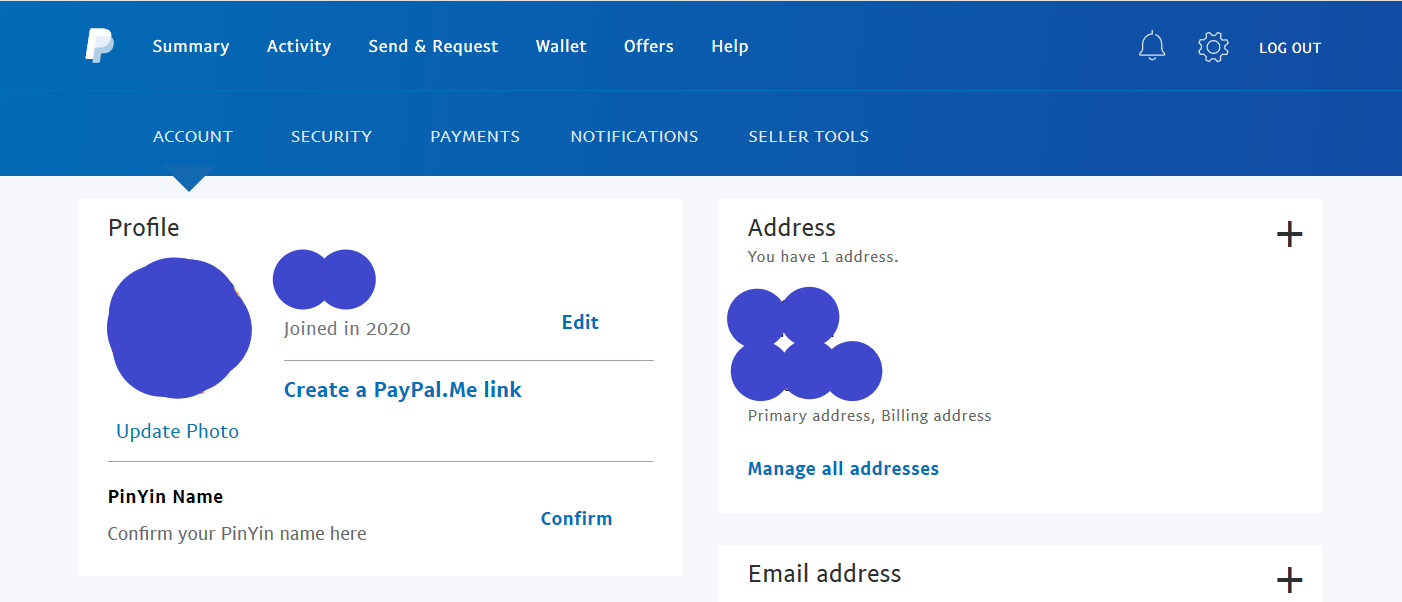 Summary Activity Send & Request Wallet Offers Help LOG OUT
ACCOUNT SECURITY PAYMENTS NOTIFICATIONS SELLER TOOLS
Profile
Joined in 2020
Edit
Create a PayPal.Me link
Update Photo
PinYin Name
Confirm your PinYin name here
Confirm
Address
You have 1 address.
Primary address, Billing address
Manage all addresses
Email address